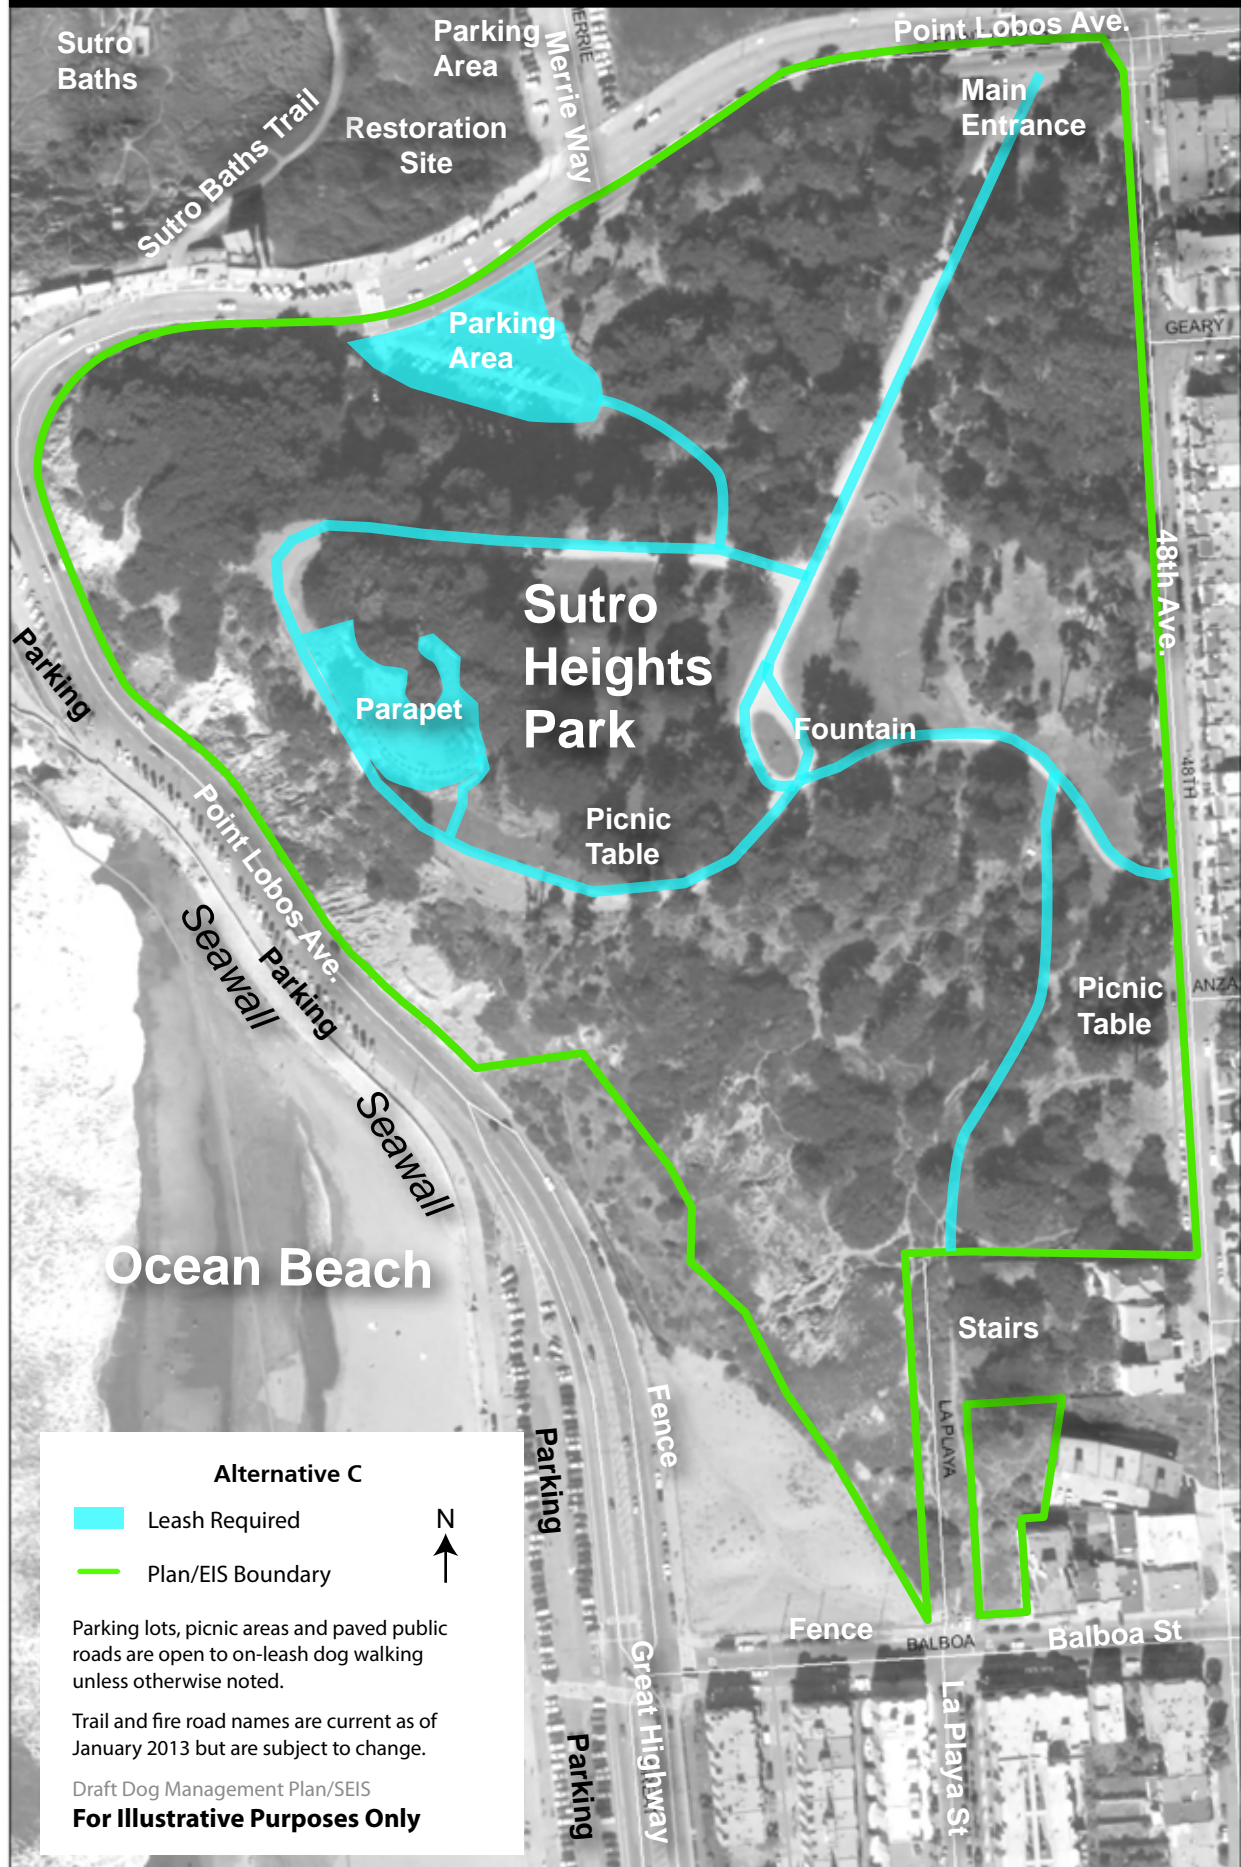 Point Lobos Ave.
Sutro
Baths
Parking
Area
MERRIE
Merrie Way
Main
Entrance
Restoration
Site
Sutro Baths Trail
Parking
Area
GEARY
48th Ave.
Sutro
Heights
Park
Parking
Parapet
Fountain
48TH
Point Lobos Ave.
Picnic
Table
Seawall
Parking
Picnic
Table
ANZA
Seawall
Ocean Beach
Stairs
Fence
LA PLAYA
Parking
Alternative C
Leash Required
N
Plan/EIS Boundary
Parking lots, picnic areas and paved public
roads are open to on-leash dog walking
unless otherwise noted.
Trail and fire road names are current as of
January 2013 but are subject to change.
Draft Dog Management Plan/SEIS
For Illustrative Purposes Only
Fence
BALBOA
Balboa St
Great Highway
La Playa St
Parking